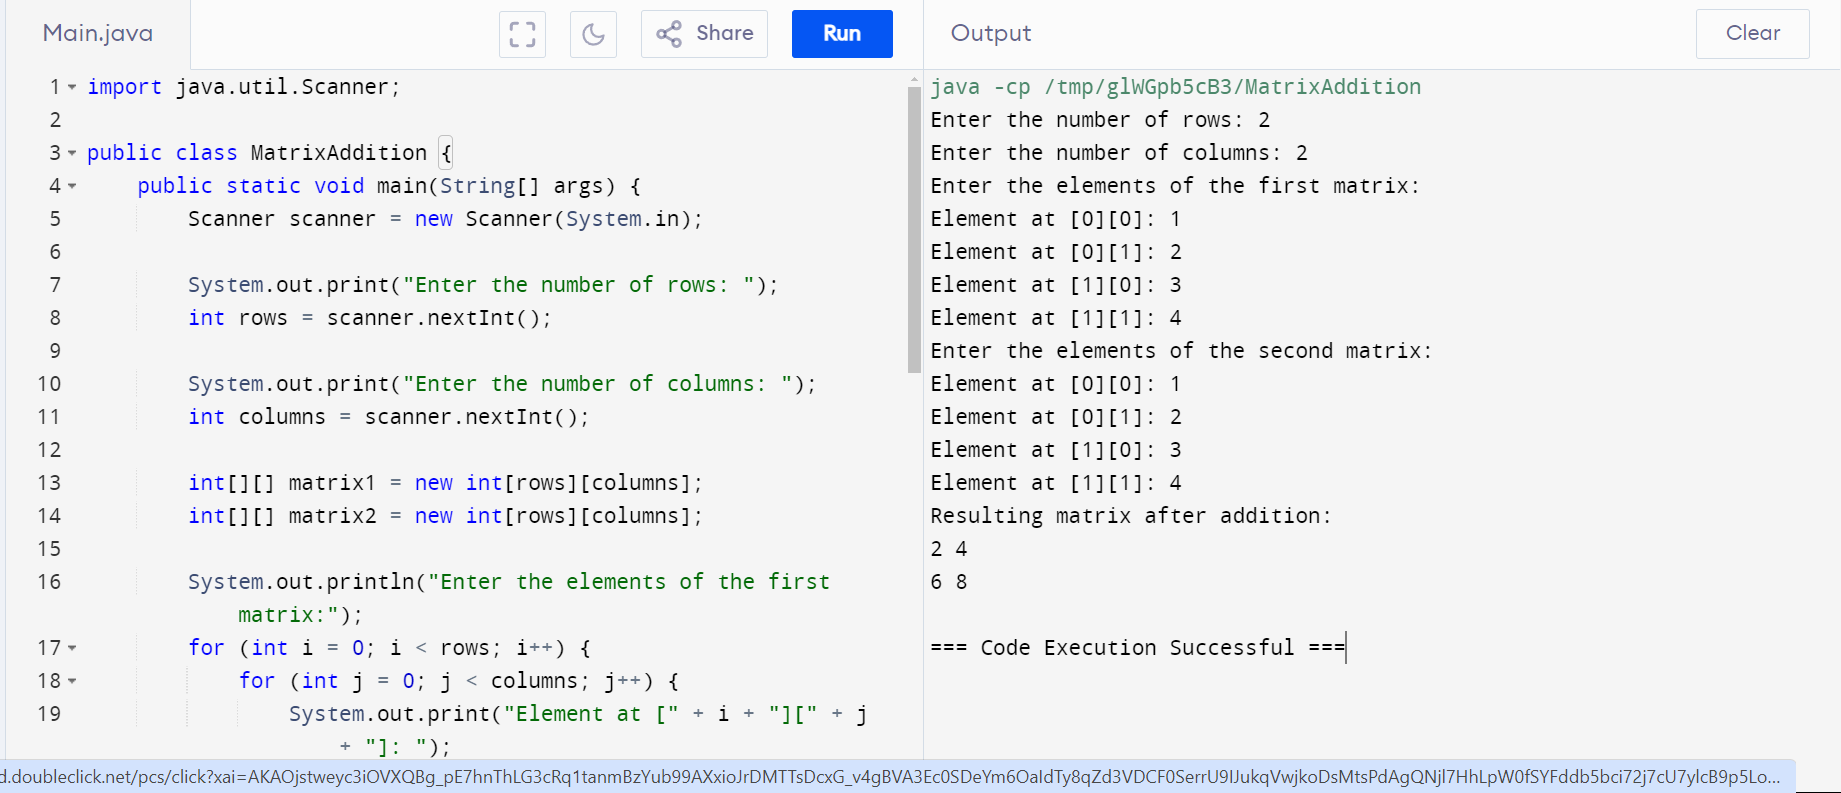 Main.java
Share
Run
Output
Clear
1 import java.util.Scanner;
2
3 public class MatrixAddition {
4     public static void main(String[] args) {
5         Scanner scanner = new Scanner(System.in);
6
7         System.out.print("Enter the number of rows: ");
8         int rows = scanner.nextInt();
9
10         System.out.print("Enter the number of columns: ");
11         int columns = scanner.nextInt();
12
13         int[][] matrix1 = new int[rows][columns];
14         int[][] matrix2 = new int[rows][columns];
15
16         System.out.println("Enter the elements of the first
            matrix:");
17         for (int i = 0; i < rows; i++) {
18             for (int j = 0; j < columns; j++) {
19                 System.out.print("Element at [" + i + "][" + j
                    + "]: ");
java -cp /tmp/glWGpb5cB3/MatrixAddition
Enter the number of rows: 2
Enter the number of columns: 2
Enter the elements of the first matrix:
Element at [0][0]: 1
Element at [0][1]: 2
Element at [1][0]: 3
Element at [1][1]: 4
Enter the elements of the second matrix:
Element at [0][0]: 1
Element at [0][1]: 2
Element at [1][0]: 3
Element at [1][1]: 4
Resulting matrix after addition:
2 4
6 8
=== Code Execution Successful ===